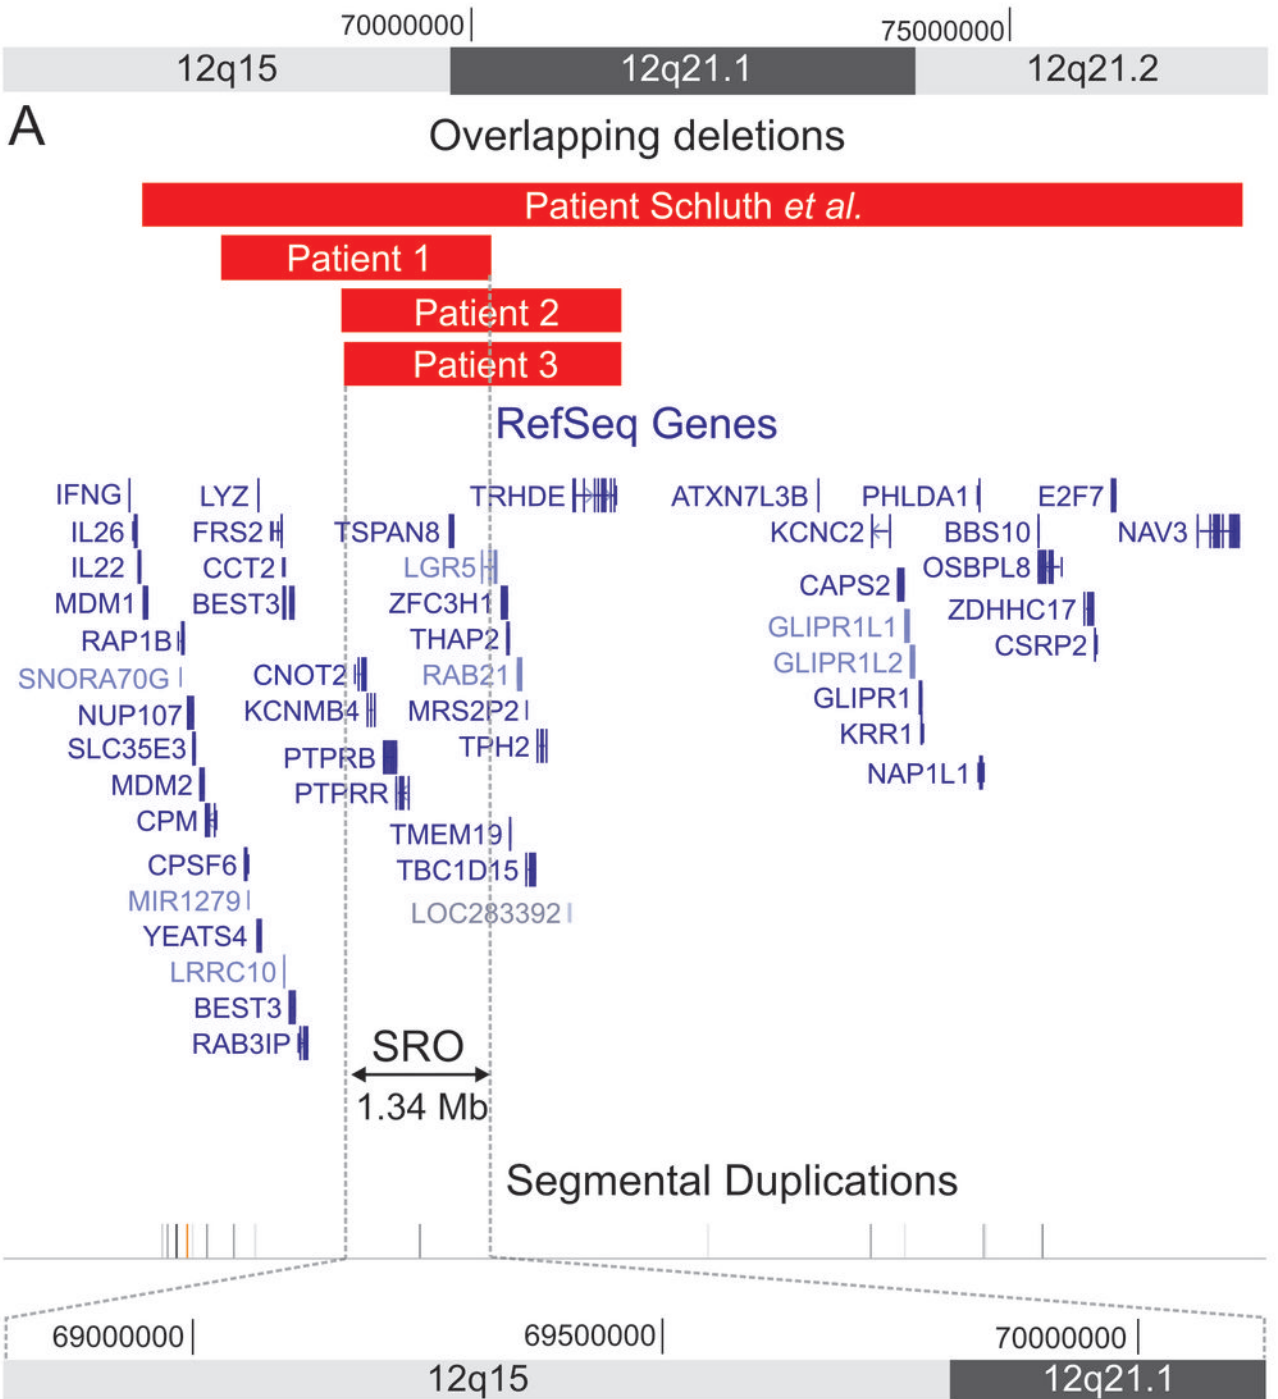 70000000 75000000
12q15 12q21.1 12q21.2
A
Overlapping deletions
Patient Schluth et al.
Patient 1
Patient 2
Patient 3
RefSeq Genes
IFNG LYZ TRHDE ATXN7L3B PHLDA1 E2F7
IL26 FRS2 TSPAN8 KCNC2 BBS10 NAV3
IL22 CCT2 LGR5 CAPS2 OSBPL8
MDM1 BEST3 ZFC3H1 ZDHHC17
RAP1B THAP2 GLIPR1L1 CSRP2
SNORA70G CNOT2 RAB21 GLIPR1L2
NUP107 KCNMB4 MRS2P2 GLIPR1
SLC35E3 PTPRB TPH2 KRR1
MDM2 PTPRR NAP1L1
CPM TMEM19
CPSF6 TBC1D15
MIR1279 LOC283392
YEATS4
LRRC10
BEST3
RAB3IP
SRO
1.34 Mb
Segmental Duplications
69000000 69500000 70000000
12q15 12q21.1